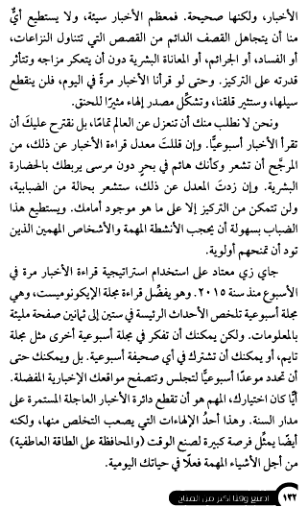 الأخبار، ولكنها صحيحة. فمعظم الأخبار سيئة، ولا يستطيع أيٌّ
منا أن يتجاهل القصف الدائم من القصص التي تتناول النزاعات،
أو الفساد، أو الجرائم، أو المعاناة البشرية دون أن يتعكر مزاجه وتتأثر
قدرته على التركيز. وحتى لو قرأنا الأخبار مرةً في اليوم، فلن ينقطع
سيلها، وستثير قلقنا، وتشكِّل مصدر إلهاء مثيرًا للحنق.
ونحن لا نطلب منك أن تنعزل عن العالم تمامًا، بل نقترح عليكَ أن
تقرأ الأخبار أسبوعيًّا. وإن قللتَ معدل قراءة الأخبار عن ذلك، من
المرجَّح أن تشعر وكأنك هائم في بحرٍ دون مرسى يربطك بالحضارة
البشرية. وإن زدتَ المعدل عن ذلك، ستشعر بحالة من الضبابية،
ولن تتمكن من التركيز إلا على ما هو موجود أمامك. ويستطيع هذا
الضباب بسهولة أن يحجب الأنشطة المهمة والأشخاص المهمين الذين
تود أن تمنحهم أولوية.
جاي زي معتاد على استخدام استراتيجية قراءة الأخبار مرة في
الأسبوع منذ سنة ٢٠١٥. وهو يفضِّل قراءة مجلة الإيكونوميست، وهي
مجلة أسبوعية تلخص الأحداث الرئيسة في ستين إلى ثمانين صفحة مليئة
بالمعلومات. ولكن يمكنك أن تفكر في مجلة أسبوعية أخرى مثل مجلة
تايم، أو يمكنك أن تشترك في أي صحيفة أسبوعية. بل ويمكنك حتى
أن تحدد موعدًا أسبوعيًّا لتجلس وتتصفح مواقعك الإخبارية المفضلة.
أيًّا كان اختيارك، المهم هو أن تقطع دائرة الأخبار العاجلة المستمرة على
مدار السنة. وهذا أحدُ الإلهاءات التي يصعب التخلص منها، ولكنه
أيضًا يمثِّل فرصة كبيرة لصنع الوقت (والمحافظة على الطاقة العاطفية)
من أجل الأشياء المهمة فعلًا في حياتك اليومية.
١٢٢ اصنع وقتًا أكثر من المتاح